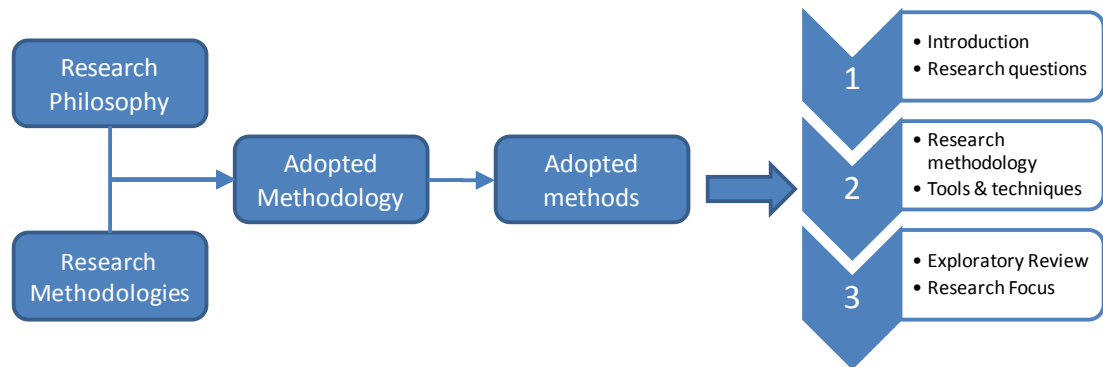 Research
Philosophy
Research
Methodologies
Adopted
Methodology
Adopted
methods
1
• Introduction
• Research questions
2
• Research
methodology
• Tools & techniques
3
• Exploratory Review
• Research Focus